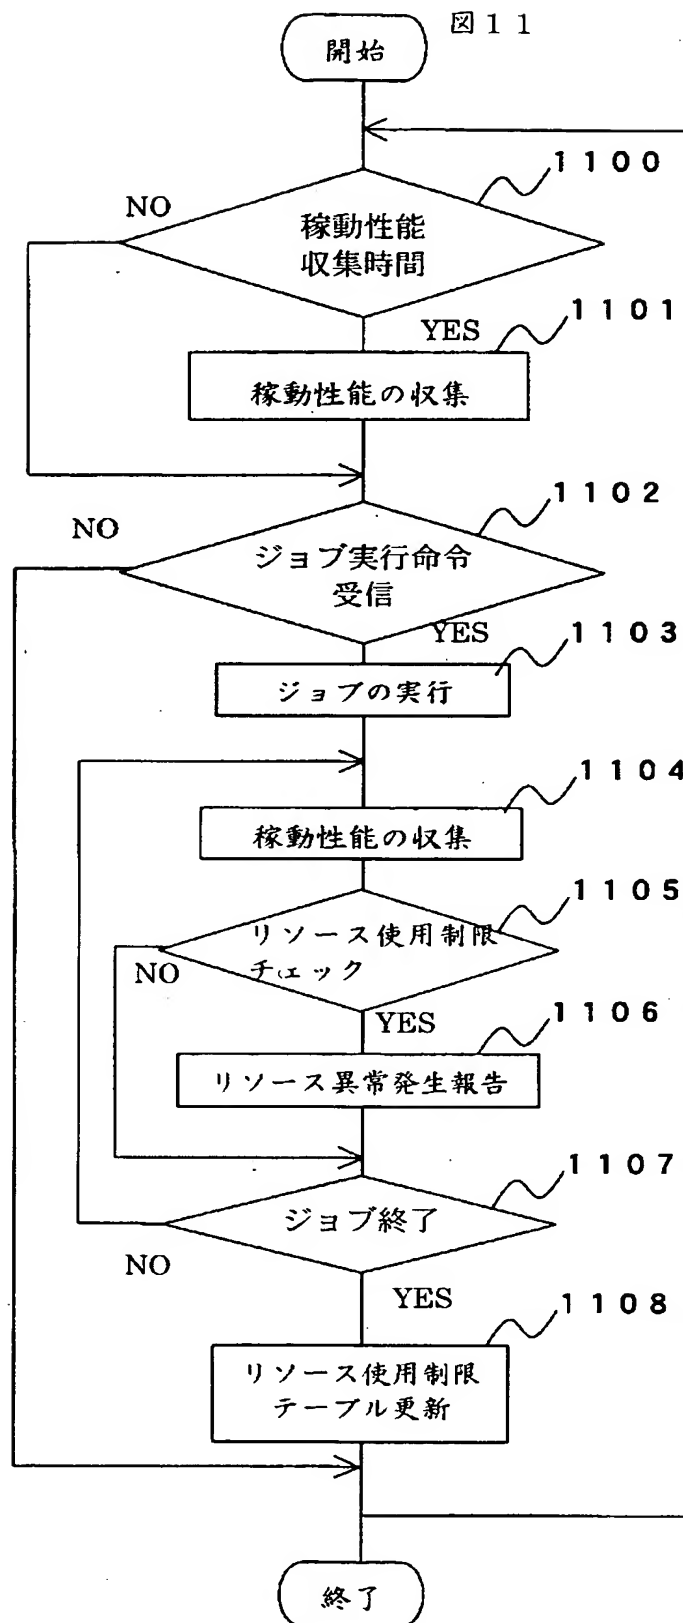 図11
開始
1100
NO
稼動性能
収集時間
YES
1101
稼動性能の収集
1102
NO
ジョブ実行命令
受信
YES
1103
ジョブの実行
1104
稼動性能の収集
1105
リソース使用制限
チェック
NO
YES
1106
リソース異常発生報告
1107
ジョブ終了
NO
YES
1108
リソース使用制限
テーブル更新
終了